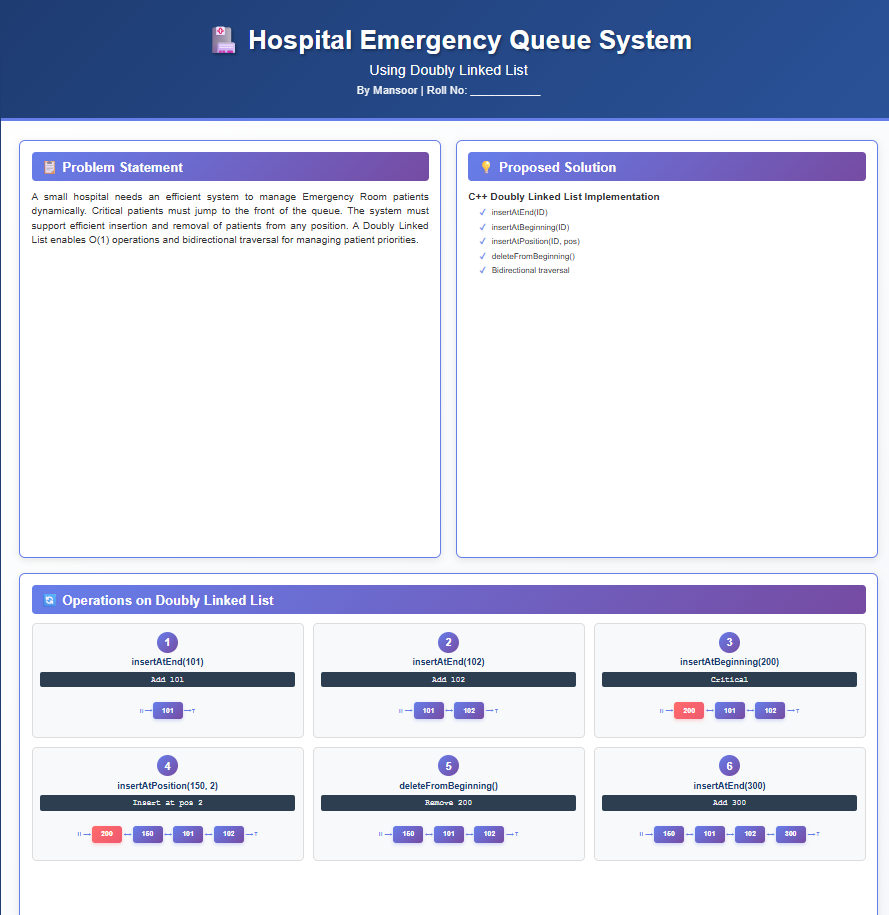 Hospital Emergency Queue System
Using Doubly Linked List
By Mansoor | Roll No: ___________
Problem Statement
A small hospital needs an efficient system to manage Emergency Room patients
dynamically. Critical patients must jump to the front of the queue. The system must
support efficient insertion and removal of patients from any position. A Doubly Linked
List enables O(1) operations and bidirectional traversal for managing patient priorities.
Proposed Solution
C++ Doubly Linked List Implementation
✓ insertAtEnd(ID)
✓ insertAtBeginning(ID)
✓ insertAtPosition(ID, pos)
✓ deleteFromBeginning()
✓ Bidirectional traversal
Operations on Doubly Linked List
1
insertAtEnd(101)
Add 101
H→ 101 →T
2
insertAtEnd(102)
Add 102
H→ 101 ↔ 102 →T
3
insertAtBeginning(200)
Critical
H→ 200 ↔ 101 ↔ 102 →T
4
insertAtPosition(150, 2)
Insert at pos 2
H→ 200 ↔ 150 ↔ 101 ↔ 102 →T
5
deleteFromBeginning()
Remove 200
H→ 150 ↔ 101 ↔ 102 →T
6
insertAtEnd(300)
Add 300
H→ 150 ↔ 101 ↔ 102 ↔ 300 →T